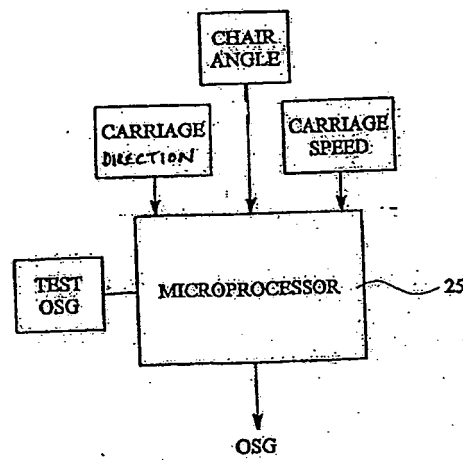 CHAIR
ANGLE
CARRIAGE
DIRECTION
CARRIAGE
SPEED
TEST
OSG
MICROPROCESSOR
25
OSG